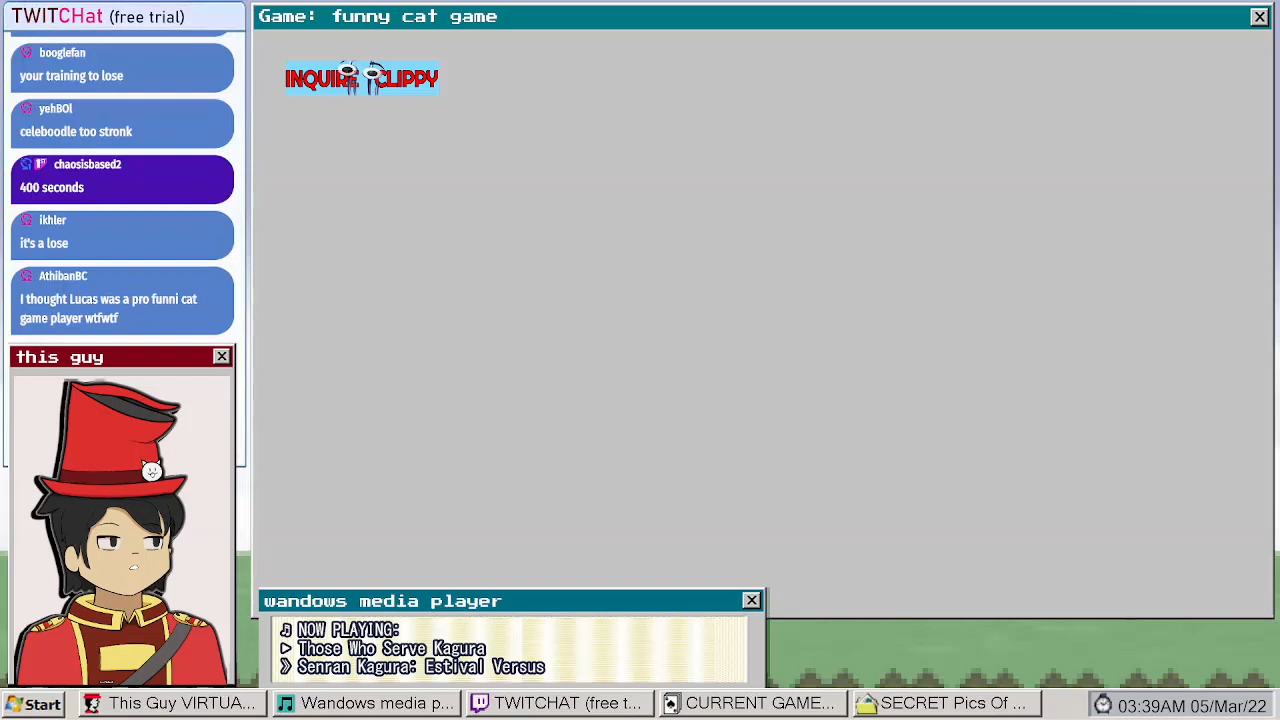 TWITCHat (free trial)
booglefan
your training to lose
yehBOl
celeboodle too stronk
chaosisbased2
400 seconds
ikhler
it's a lose
AthibanBC
I thought Lucas was a pro funni cat
game player wtfwtf
this guy
Game: funny cat game
INQUIRE CLIPPY
wandows media player
♫ NOW PLAYING:
Those Who Serve Kagura
》 Senran Kagura: Estival Versus
Start
This Guy VIRTUA...
Wandows media p...
TWITCHAT (free t...
CURRENT GAME...
SECRET Pics Of ...
03:39AM 05/Mar/22